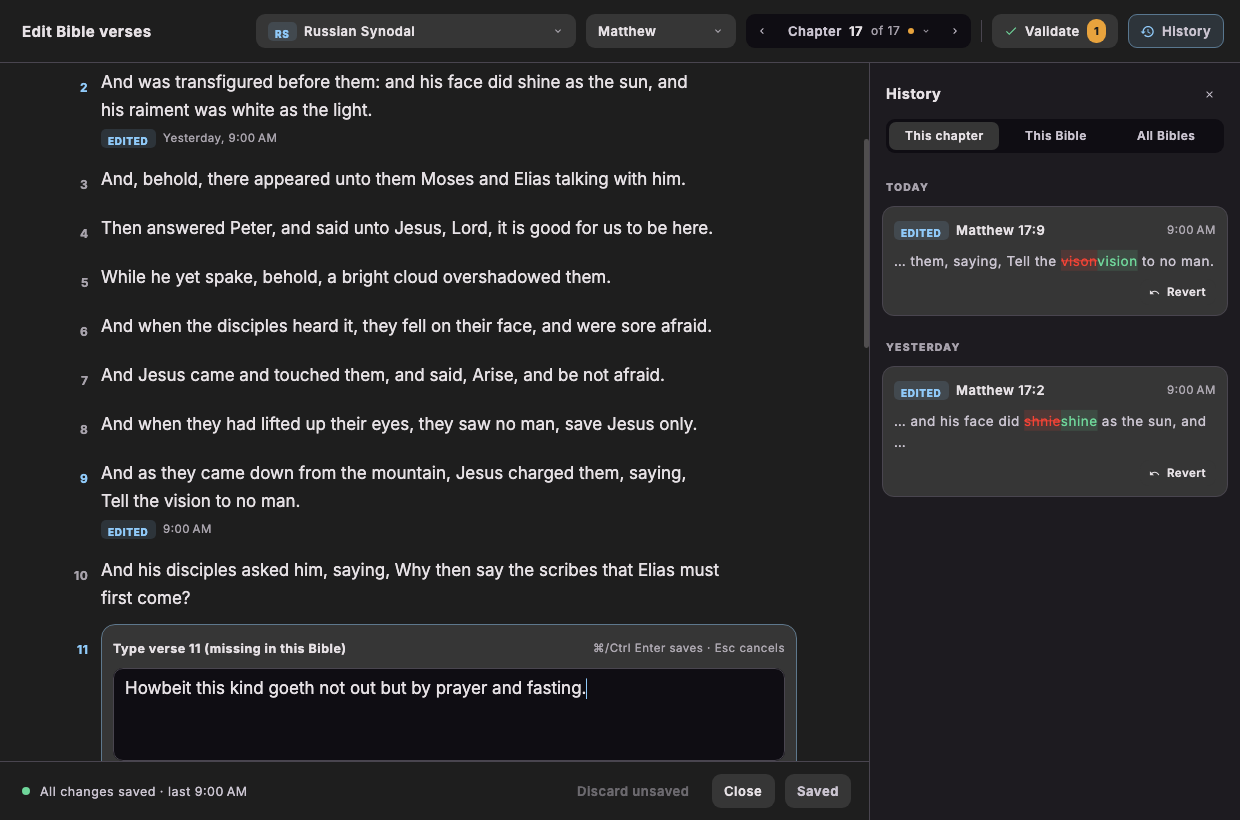 Edit Bible verses
RS Russian Synodal
Matthew
Chapter 17 of 17
Validate 1
History
2 And was transfigured before them: and his face did shine as the sun, and
his raiment was white as the light.
EDITED Yesterday, 9:00 AM
3 And, behold, there appeared unto them Moses and Elias talking with him.
4 Then answered Peter, and said unto Jesus, Lord, it is good for us to be here.
5 While he yet spake, behold, a bright cloud overshadowed them.
6 And when the disciples heard it, they fell on their face, and were sore afraid.
7 And Jesus came and touched them, and said, Arise, and be not afraid.
8 And when they had lifted up their eyes, they saw no man, save Jesus only.
9 And as they came down from the mountain, Jesus charged them, saying,
Tell the vision to no man.
EDITED 9:00 AM
10 And his disciples asked him, saying, Why then say the scribes that Elias must
first come?
11 Type verse 11 (missing in this Bible) ⌘/Ctrl Enter saves · Esc cancels
Howbeit this kind goeth not out but by prayer and fasting.
All changes saved · last 9:00 AM
Discard unsaved
Close
Saved
History ×
This chapter This Bible All Bibles
TODAY
EDITED Matthew 17:9 9:00 AM
... them, saying, Tell the visonvision to no man.
Revert
YESTERDAY
EDITED Matthew 17:2 9:00 AM
... and his face did shnieshine as the sun, and
...
Revert